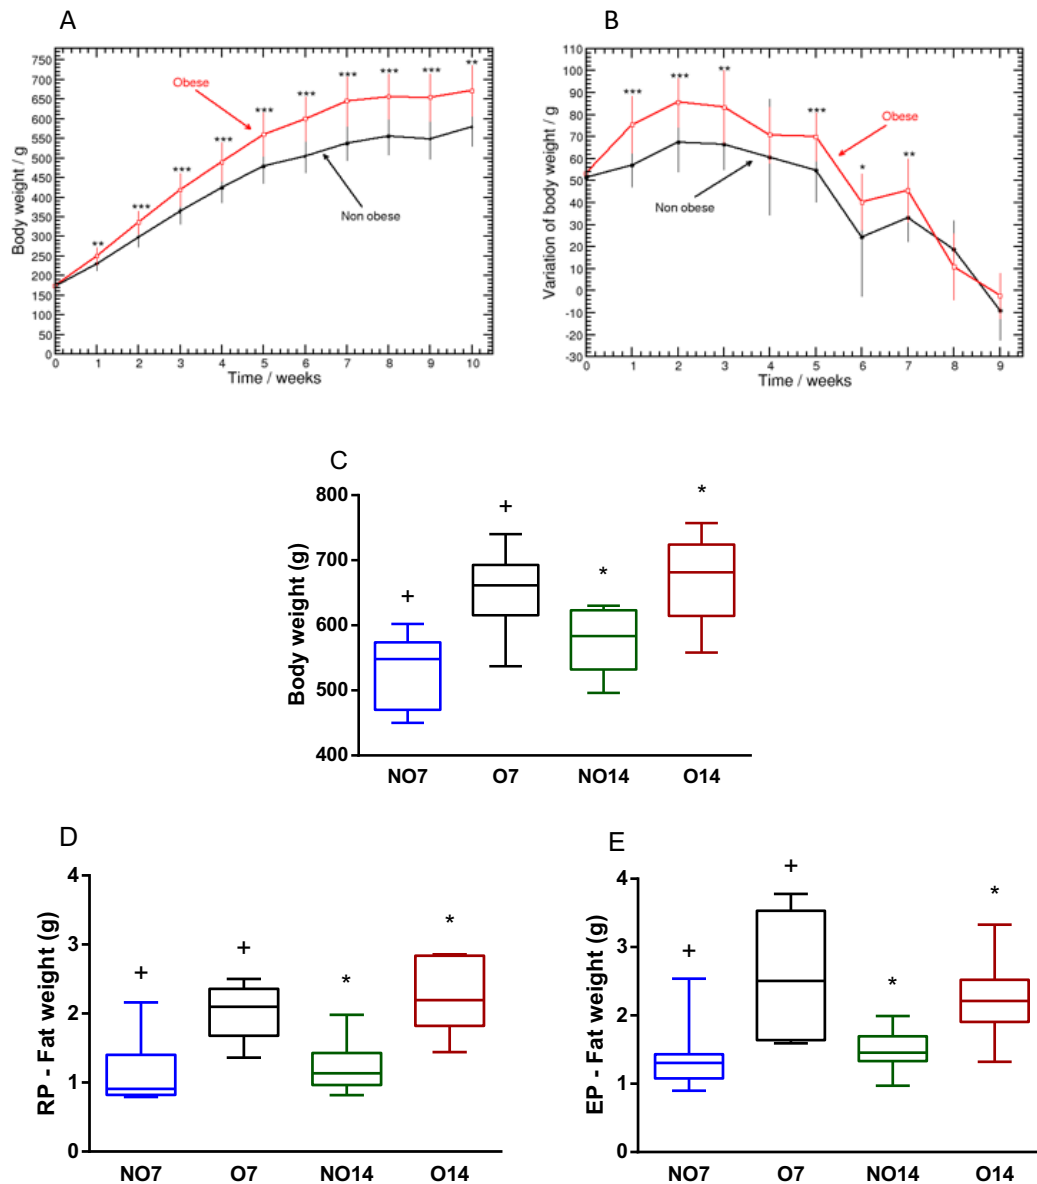 A
750
700
650
600
550
500
450
400
350
300
250
200
150
100
50
0
Body weight / g
** *** *** *** *** *** *** *** *** **
Obese
Non obese
0 1 2 3 4 5 6 7 8 9 10
Time / weeks
B
110
100
90
80
70
60
50
40
30
20
10
0
-10
-20
-30
Variation of body weight / g
*** *** ** *** * **
Obese
Non obese
0 1 2 3 4 5 6 7 8 9
Time / weeks
C
800
700
600
500
400
Body weight (g)
+ + * *
NO7 O7 NO14 O14
D
4
3
2
1
0
RP - Fat weight (g)
+ + * *
NO7 O7 NO14 O14
E
4
3
2
1
0
EP - Fat weight (g)
+ + * *
NO7 O7 NO14 O14